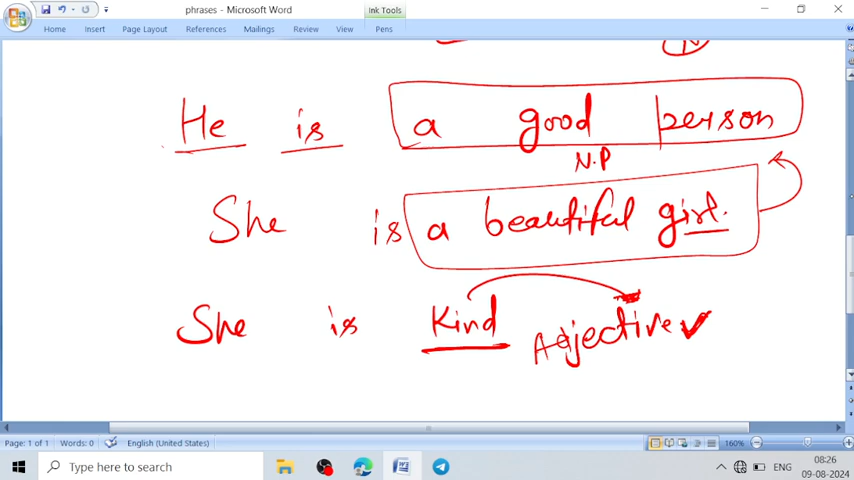 phrases - Microsoft Word
Ink Tools
Home Insert Page Layout References Mailings Review View Pens
N
He is a good person
N.P
She is a beautiful girl.
She is Kind Adjective
Page: 1 of 1 Words: 0 English (United States) 160%
Type here to search
ENG
08:26
09-08-2024